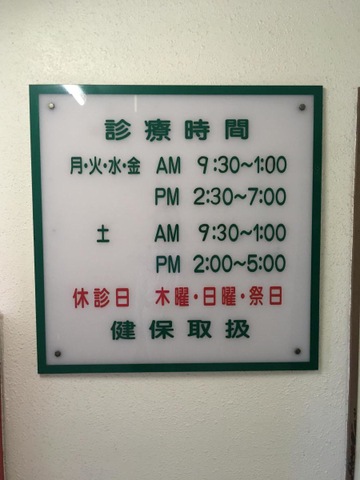 診療時間
月・火・水・金 AM 9:30〜1:00
PM 2:30〜7:00
土 AM 9:30〜1:00
PM 2:00〜5:00
休診日 木曜・日曜・祭日
健保取扱